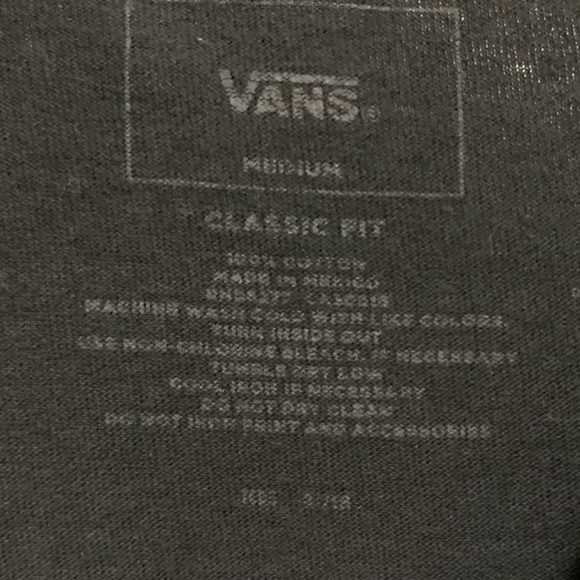 VANS®
MEDIUM
CLASSIC FIT
100% COTTON
MADE IN MEXICO
MACHINE WASH COLD WITH LIKE COLORS,
TURN INSIDE OUT
USE NON-CHLORINE BLEACH, IF NECESSARY
TUMBLE DRY LOW
COOL IRON IF NECESSARY
DO NOT DRY CLEAN
DO NOT IRON PRINT AND ACCESSORIES